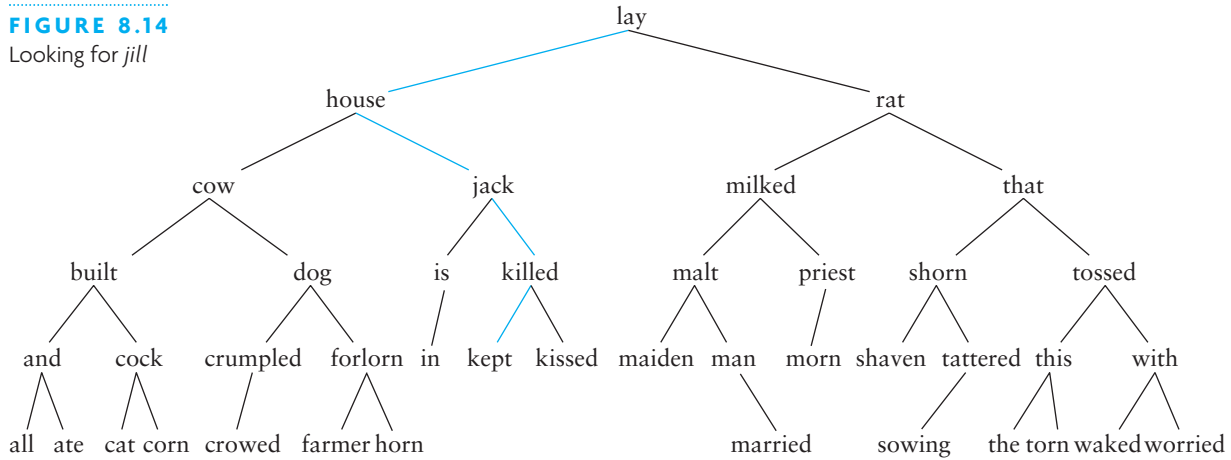 FIGURE 8.14
Looking for jill
lay
house rat
cow jack milked that
built dog is killed malt priest shorn tossed
and cock crumpled forlorn in kept kissed maiden man morn shaven tattered this with
all ate cat corn crowed farmer horn married sowing the torn waked worried